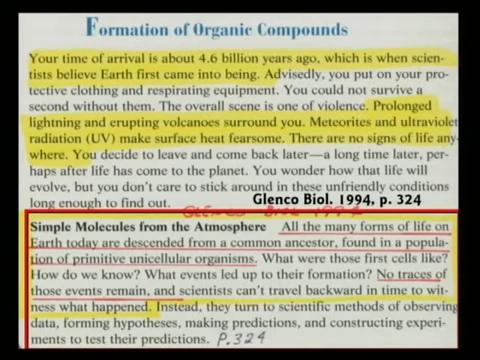 Formation of Organic Compounds
Your time of arrival is about 4.6 billion years ago, which is when scien-
tists believe Earth first came into being. Advisedly, you put on your pro-
tective clothing and respirating equipment. You could not survive a
second without them. The overall scene is one of violence. Prolonged
lightning and erupting volcanoes surround you. Meteorites and ultraviolet
radiation (UV) make surface heat fearsome. There are no signs of life any-
where. You decide to leave and come back later—a long time later, per-
haps after life has come to the planet. You wonder how that life will
evolve, but you don't care to stick around in these unfriendly conditions
long enough to find out.
Glenco Biol. 1994, p. 324
GLENCO BIOL 1994
Simple Molecules from the Atmosphere All the many forms of life on
Earth today are descended from a common ancestor, found in a popula-
tion of primitive unicellular organisms. What were those first cells like?
How do we know? What events led up to their formation? No traces of
those events remain, and scientists can't travel backward in time to wit-
ness what happened. Instead, they turn to scientific methods of observing
data, forming hypotheses, making predictions, and constructing experi-
ments to test their predictions. P.324